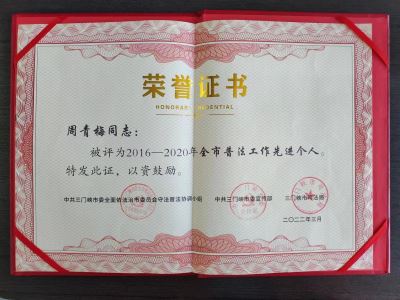 荣誉证书
HONORARY CREDENTIAL
周青梅同志：
被评为2016—2020年全市普法工作先进个人。
特发此证，以资鼓励。
中共三门峡市委全面依法治市委员会守法普法协调小组 中共三门峡市委宣传部 三门峡市司法局
二〇二二年三月